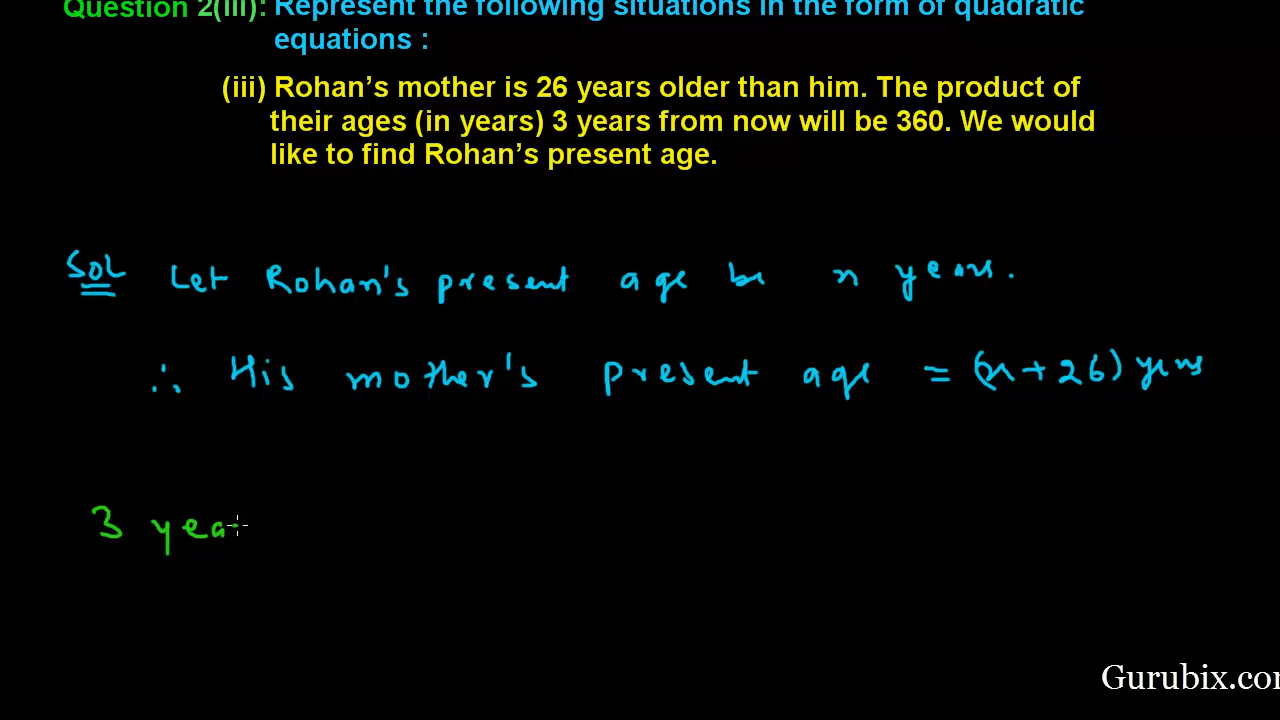 Question 2(iii): Represent the following situations in the form of quadratic
equations :
(iii) Rohan’s mother is 26 years older than him. The product of
their ages (in years) 3 years from now will be 360. We would
like to find Rohan’s present age.
Sol Let Rohan's present age be x years.
∴ His mother's present age = (x+26) years
3 yea
Gurubix.com